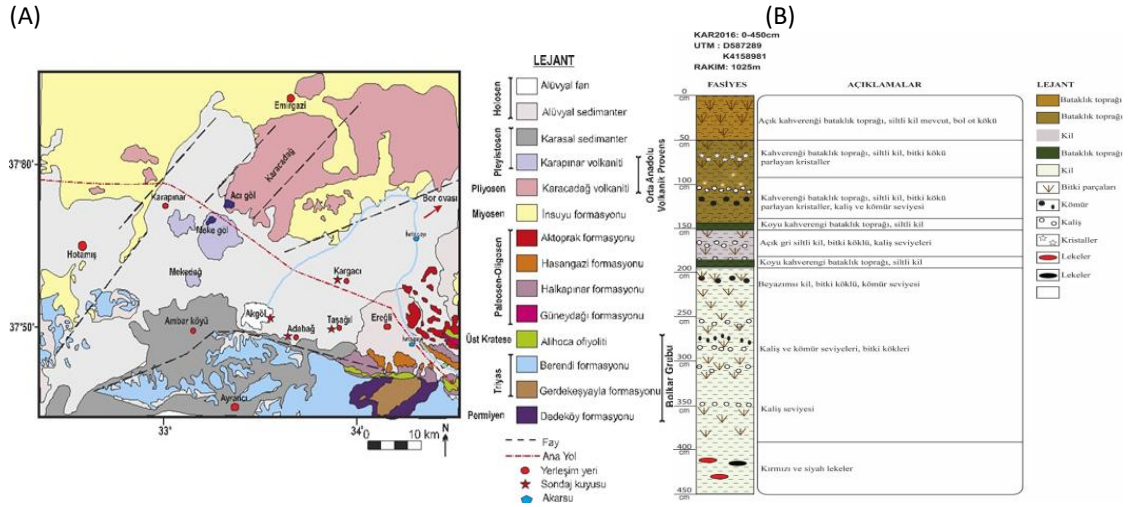 (A)
(B)
37°80'
37°50'
33°
34°
0 10 km
N
Emirgazi
Karacadağ
Acı göl
Karapınar
Meke göl
Bor ovası
Hotamış
Mekedağ
Kargacı
Akgöl
Ambar köyü
Adabağ
Taşağıl
Ereğli
Ayrancı
LEJANT
Holosen
Alüvyal fan
Alüvyal sedimanter
Pleyistosen
Karasal sedimanter
Karapınar volkaniti
Pliyosen
Karacadağ volkaniti
Orta Anadolu
Volkanik Provens
Miyosen
İnsuyu formasyonu
Paleosen-Oligosen
Aktoprak formasyonu
Hasangazi formasyonu
Halkapınar formasyonu
Güneydağı formasyonu
Üst Kratese
Alihoca ofiyoliti
Triyas
Berendi formasyonu
Gerdekeşyayla formasyonu
Permiyen
Dedeköy formasyonu
Bolkar Grubu
Fay
Ana Yol
Yerleşim yeri
Sondaj kuyusu
Akarsu
KAR2016: 0-450cm
UTM : D587289
K4158981
RAKIM: 1025m
FASİYES
AÇIKLAMALAR
0
cm
50
cm
100
cm
150
cm
200
cm
250
cm
300
cm
350
cm
400
cm
450
cm
Açık kahverenği bataklık toprağı, siltli kil mevcut, bol ot kökü
Kahverenği bataklık toprağı, siltli kil, bitki kökü
parlayan kristaller
Kahverenği bataklık toprağı, siltli kil, bitki kökü
parlayan kristaller, kaliş ve kömür seviyesi
Koyu kahverengi bataklık toprağı, siltli kil
Açık gri siltli kil, bitki köklü, kaliş seviyeleri
Koyu kahverengi bataklık toprağı, siltli kil
Beyazımsı kil, bitki köklü, kömür seviyesi
Kaliş ve kömür seviyeleri, bitki kökleri
Kaliş seviyesi
Kırmızı ve siyah lekeler
LEJANT
Bataklık toprağı
Bataklık toprağı
Kil
Bataklık toprağı
Kil
Bitki parçaları
Kömür
Kaliş
Kristaller
Lekeler
Lekeler